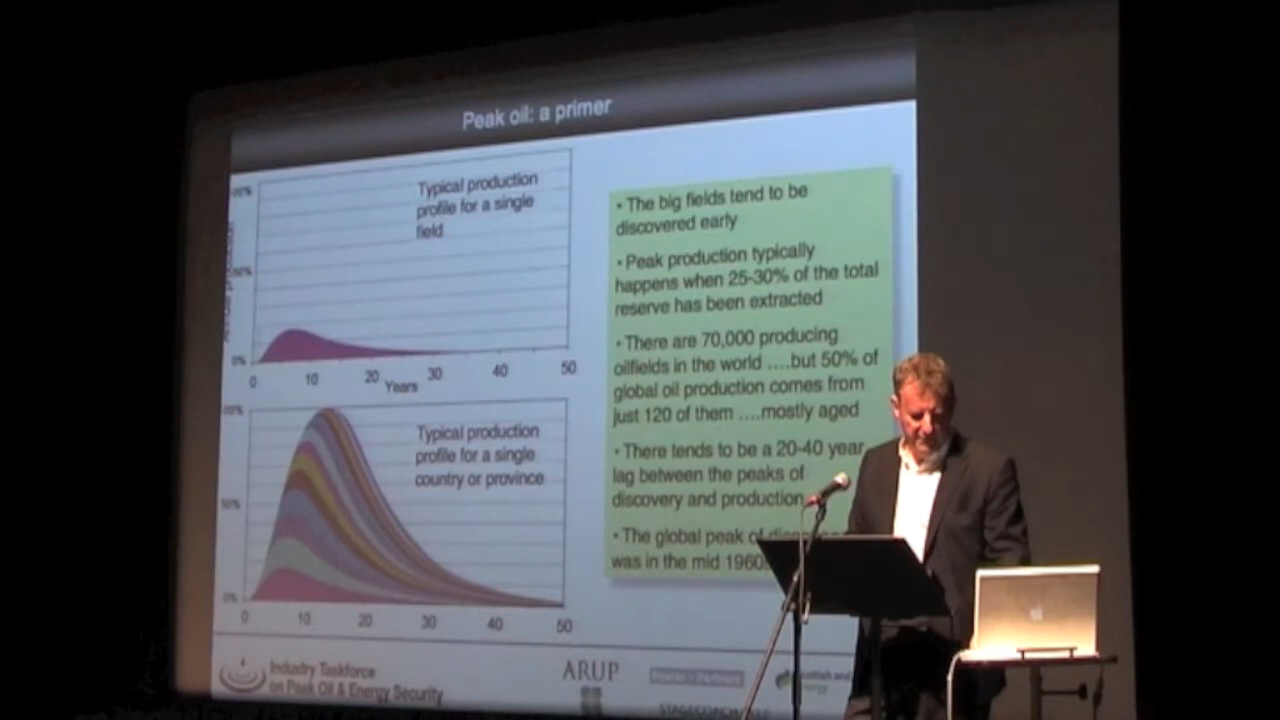 Peak oil: a primer
Typical production
profile for a single
field
50%
0%
0 10 20 30 40 50
Years
Typical production
profile for a single
country or province
50%
0%
0 10 20 30 40 50
• The big fields tend to be
discovered early
• Peak production typically
happens when 25-30% of the total
reserve has been extracted
• There are 70,000 producing
oilfields in the world ....but 50% of
global oil production comes from
just 120 of them ....mostly aged
• There tends to be a 20-40 year
lag between the peaks of
discovery and production
• The global peak of
was in the mid 1960
Industry Taskforce
on Peak Oil & Energy Security
ARUP
Foster + Partners
STAGECOACH